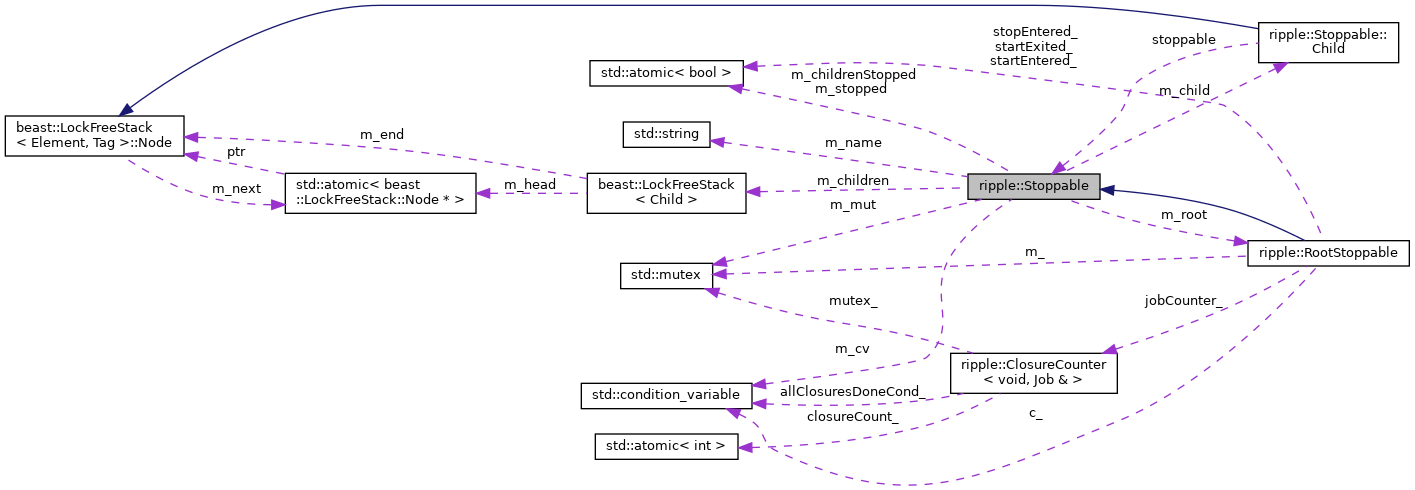 stopEntered_
startExited_
startEntered_
stoppable
ripple::Stoppable::
Child
std::atomic< bool >
m_childrenStopped
m_stopped
m_child
beast::LockFreeStack
< Element, Tag >::Node
m_end
std::string
m_name
ptr
m_next
std::atomic< beast
::LockFreeStack::Node * >
m_head
beast::LockFreeStack
< Child >
m_children
ripple::Stoppable
m_mut
m_root
m_
ripple::RootStoppable
std::mutex
mutex_
jobCounter_
m_cv
ripple::ClosureCounter
< void, Job & >
std::condition_variable
allClosuresDoneCond_
closureCount_
c_
std::atomic< int >